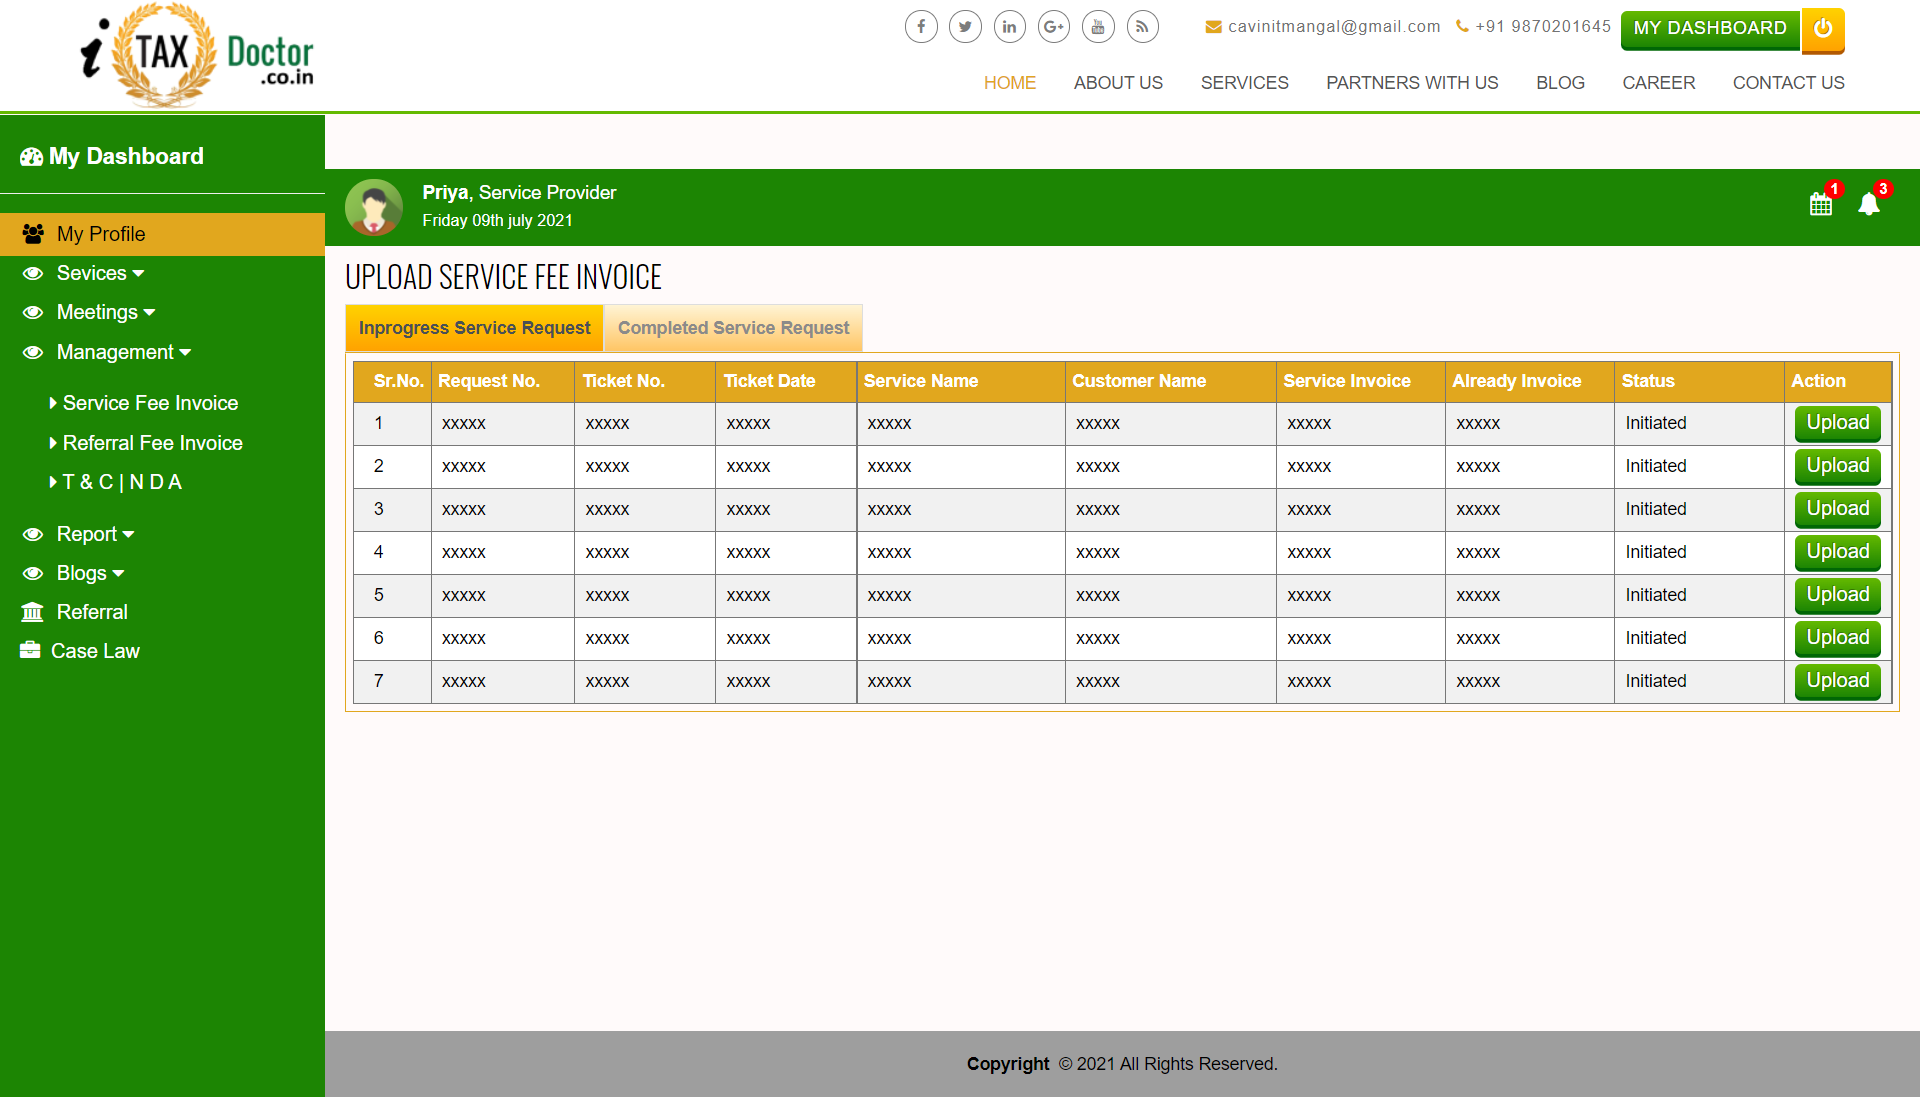 i TAX Doctor
.co.in
cavinitmangal@gmail.com +91 9870201645 MY DASHBOARD
HOME ABOUT US SERVICES PARTNERS WITH US BLOG CAREER CONTACT US
My Dashboard
My Profile
Sevices
Meetings
Management
Service Fee Invoice
Referral Fee Invoice
T & C | N D A
Report
Blogs
Referral
Case Law
Priya, Service Provider
Friday 09th july 2021
1 3
UPLOAD SERVICE FEE INVOICE
Inprogress Service Request Completed Service Request
Sr.No. Request No. Ticket No. Ticket Date Service Name Customer Name Service Invoice Already Invoice Status Action
1 xxxxx xxxxx xxxxx xxxxx xxxxx xxxxx xxxxx Initiated Upload
2 xxxxx xxxxx xxxxx xxxxx xxxxx xxxxx xxxxx Initiated Upload
3 xxxxx xxxxx xxxxx xxxxx xxxxx xxxxx xxxxx Initiated Upload
4 xxxxx xxxxx xxxxx xxxxx xxxxx xxxxx xxxxx Initiated Upload
5 xxxxx xxxxx xxxxx xxxxx xxxxx xxxxx xxxxx Initiated Upload
6 xxxxx xxxxx xxxxx xxxxx xxxxx xxxxx xxxxx Initiated Upload
7 xxxxx xxxxx xxxxx xxxxx xxxxx xxxxx xxxxx Initiated Upload
Copyright © 2021 All Rights Reserved.